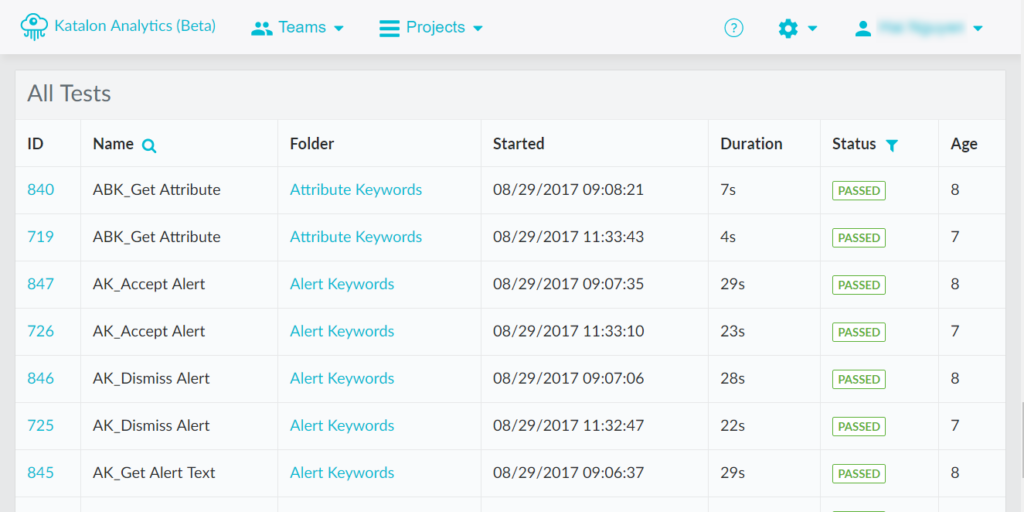 Katalon Analytics (Beta) Teams Projects ?
All Tests
ID Name Folder Started Duration Status Age
840 ABK_Get Attribute Attribute Keywords 08/29/2017 09:08:21 7s PASSED 8
719 ABK_Get Attribute Attribute Keywords 08/29/2017 11:33:43 4s PASSED 7
847 AK_Accept Alert Alert Keywords 08/29/2017 09:07:35 29s PASSED 8
726 AK_Accept Alert Alert Keywords 08/29/2017 11:33:10 23s PASSED 7
846 AK_Dismiss Alert Alert Keywords 08/29/2017 09:07:06 28s PASSED 8
725 AK_Dismiss Alert Alert Keywords 08/29/2017 11:32:47 22s PASSED 7
845 AK_Get Alert Text Alert Keywords 08/29/2017 09:06:37 29s PASSED 8